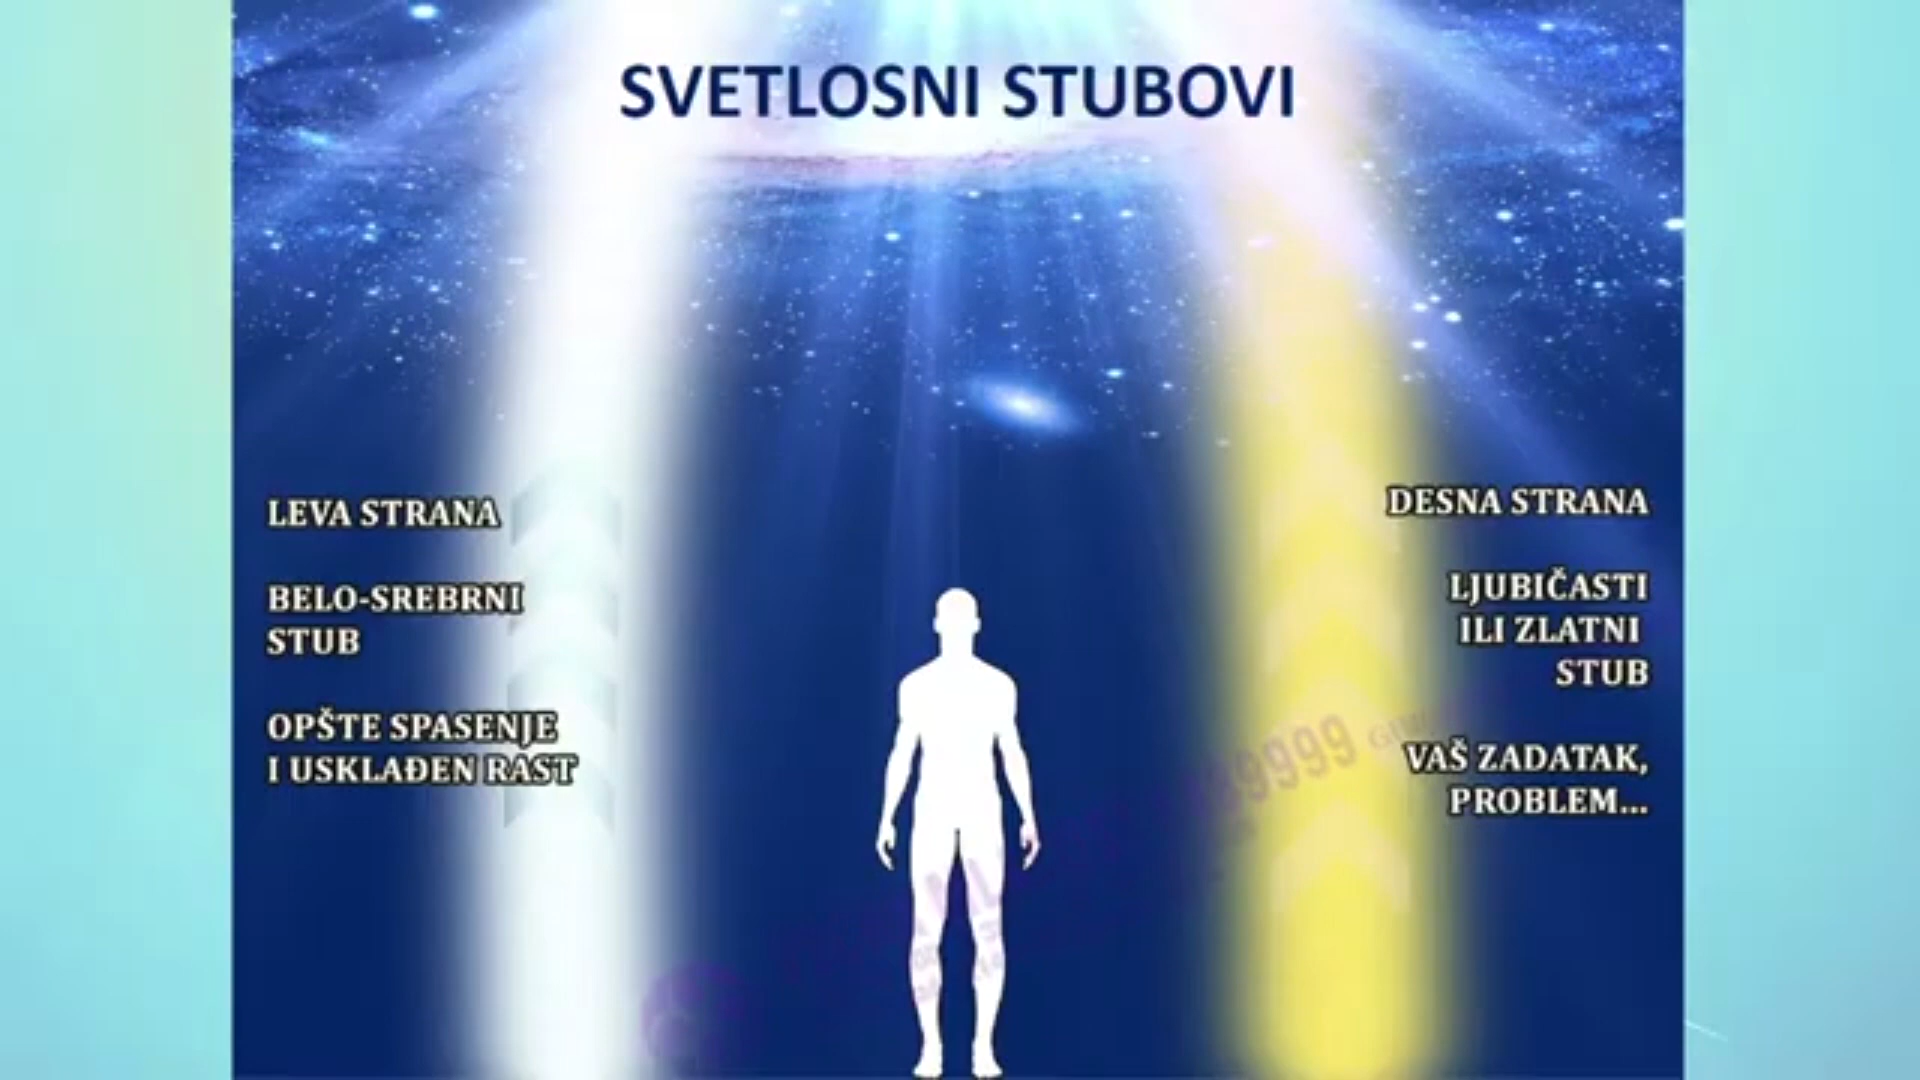 SVETLOSNI STUBOVI
LEVA STRANA
BELO-SREBRNI
STUB
OPŠTE SPASENJE
I USKLAĐEN RAST
DESNA STRANA
LJUBIČASTI
ILI ZLATNI
STUB
VAŠ ZADATAK,
PROBLEM...